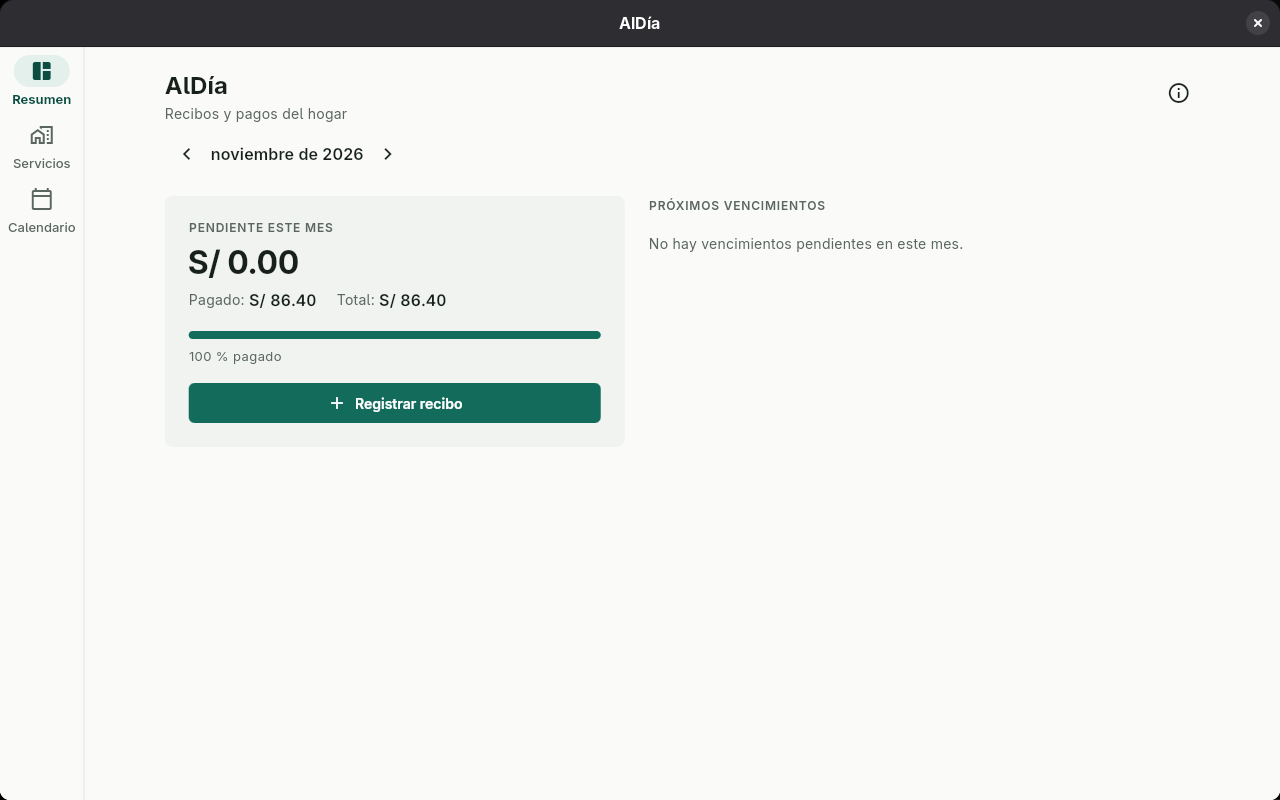 AlDía
Resumen
Servicios
Calendario
AlDía
Recibos y pagos del hogar
noviembre de 2026
PENDIENTE ESTE MES
S/ 0.00
Pagado: S/ 86.40 Total: S/ 86.40
100 % pagado
Registrar recibo
PRÓXIMOS VENCIMIENTOS
No hay vencimientos pendientes en este mes.